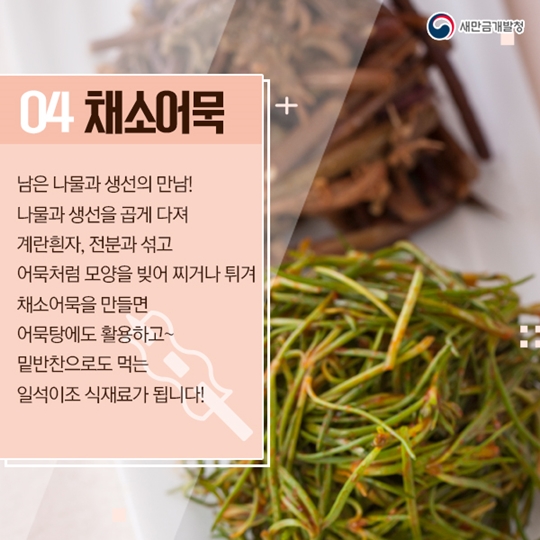 새만금개발청
04 채소어묵
남은 나물과 생선의 만남!
나물과 생선을 곱게 다져
계란흰자, 전분과 섞고
어묵처럼 모양을 빚어 찌거나 튀겨
채소어묵을 만들면
어묵탕에도 활용하고~
밑반찬으로도 먹는
일석이조 식재료가 됩니다!